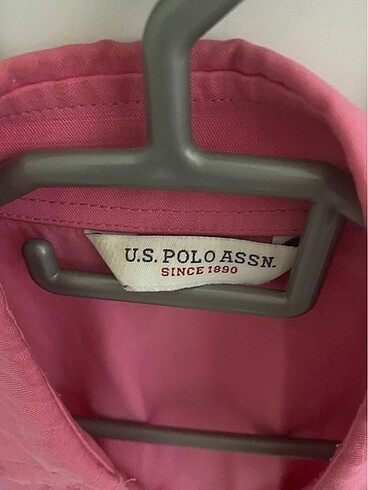 U.S. POLO ASSN.
SINCE 1890